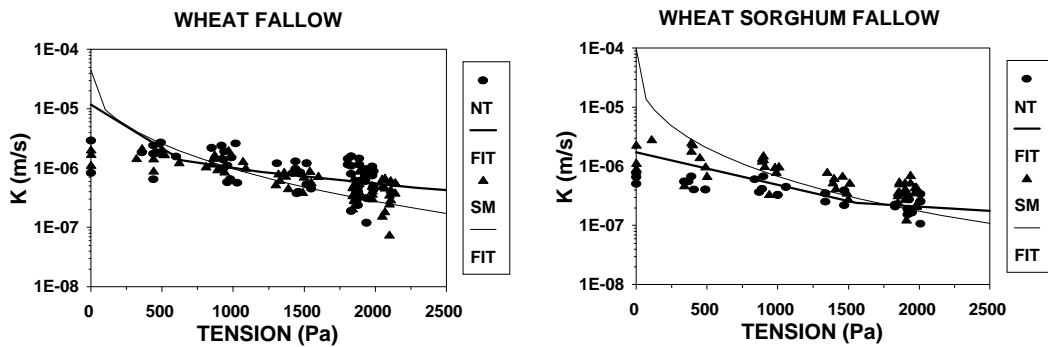 WHEAT FALLOW
1E-04
1E-05
1E-06
1E-07
1E-08
K (m/s)
0 500 1000 1500 2000 2500
TENSION (Pa)
NT
FIT
SM
FIT
WHEAT SORGHUM FALLOW
1E-04
1E-05
1E-06
1E-07
1E-08
K (m/s)
0 500 1000 1500 2000 2500
TENSION (Pa)
NT
FIT
SM
FIT